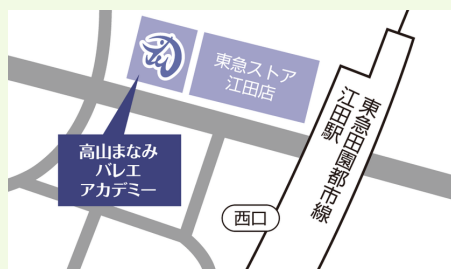 東急ストア
江田店
高山まなみ
バレエ
アカデミー
西口
東急田園都市線
江田駅